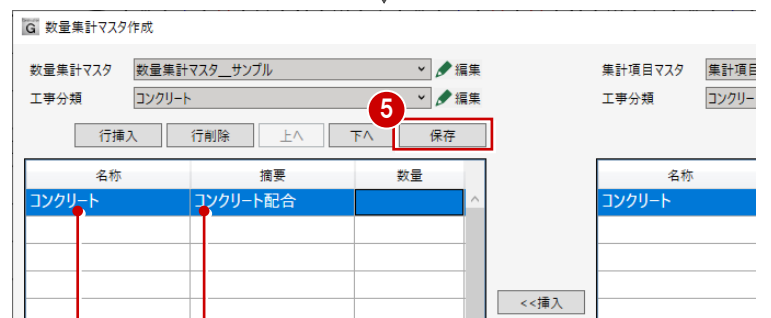 G 数量集計マスタ作成
数量集計マスタ 数量集計マスタ__サンプル 編集 集計項目マスタ 集計項目
工事分類 コンクリート 編集 工事分類 コンクリー
5
行挿入 行削除 上へ 下へ 保存
名称 摘要 数量 名称
コンクリート コンクリート配合 コンクリート
<<挿入